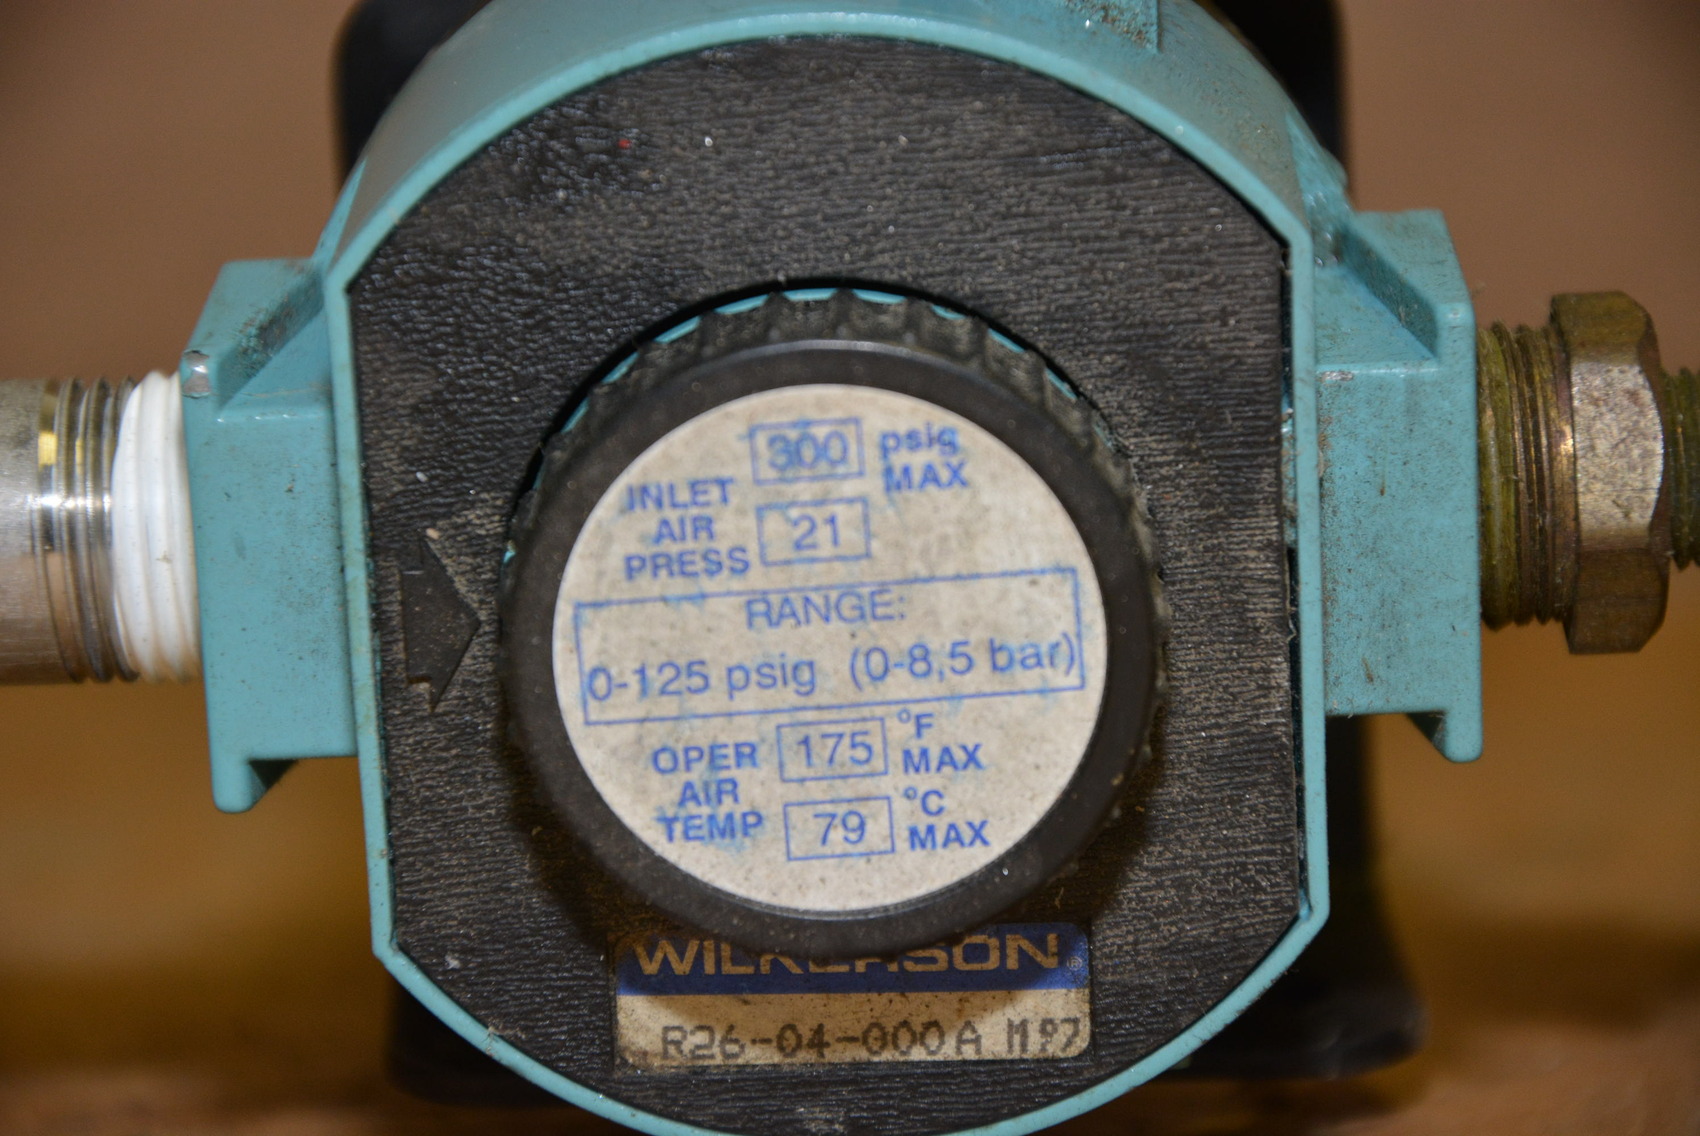 300 psig
MAX
INLET
AIR 21
PRESS
RANGE:
0-125 psig (0-8,5 bar)
OPER 175 °F
MAX
AIR
TEMP 79 °C
MAX
WILKERSON®
R26-04-000A M97